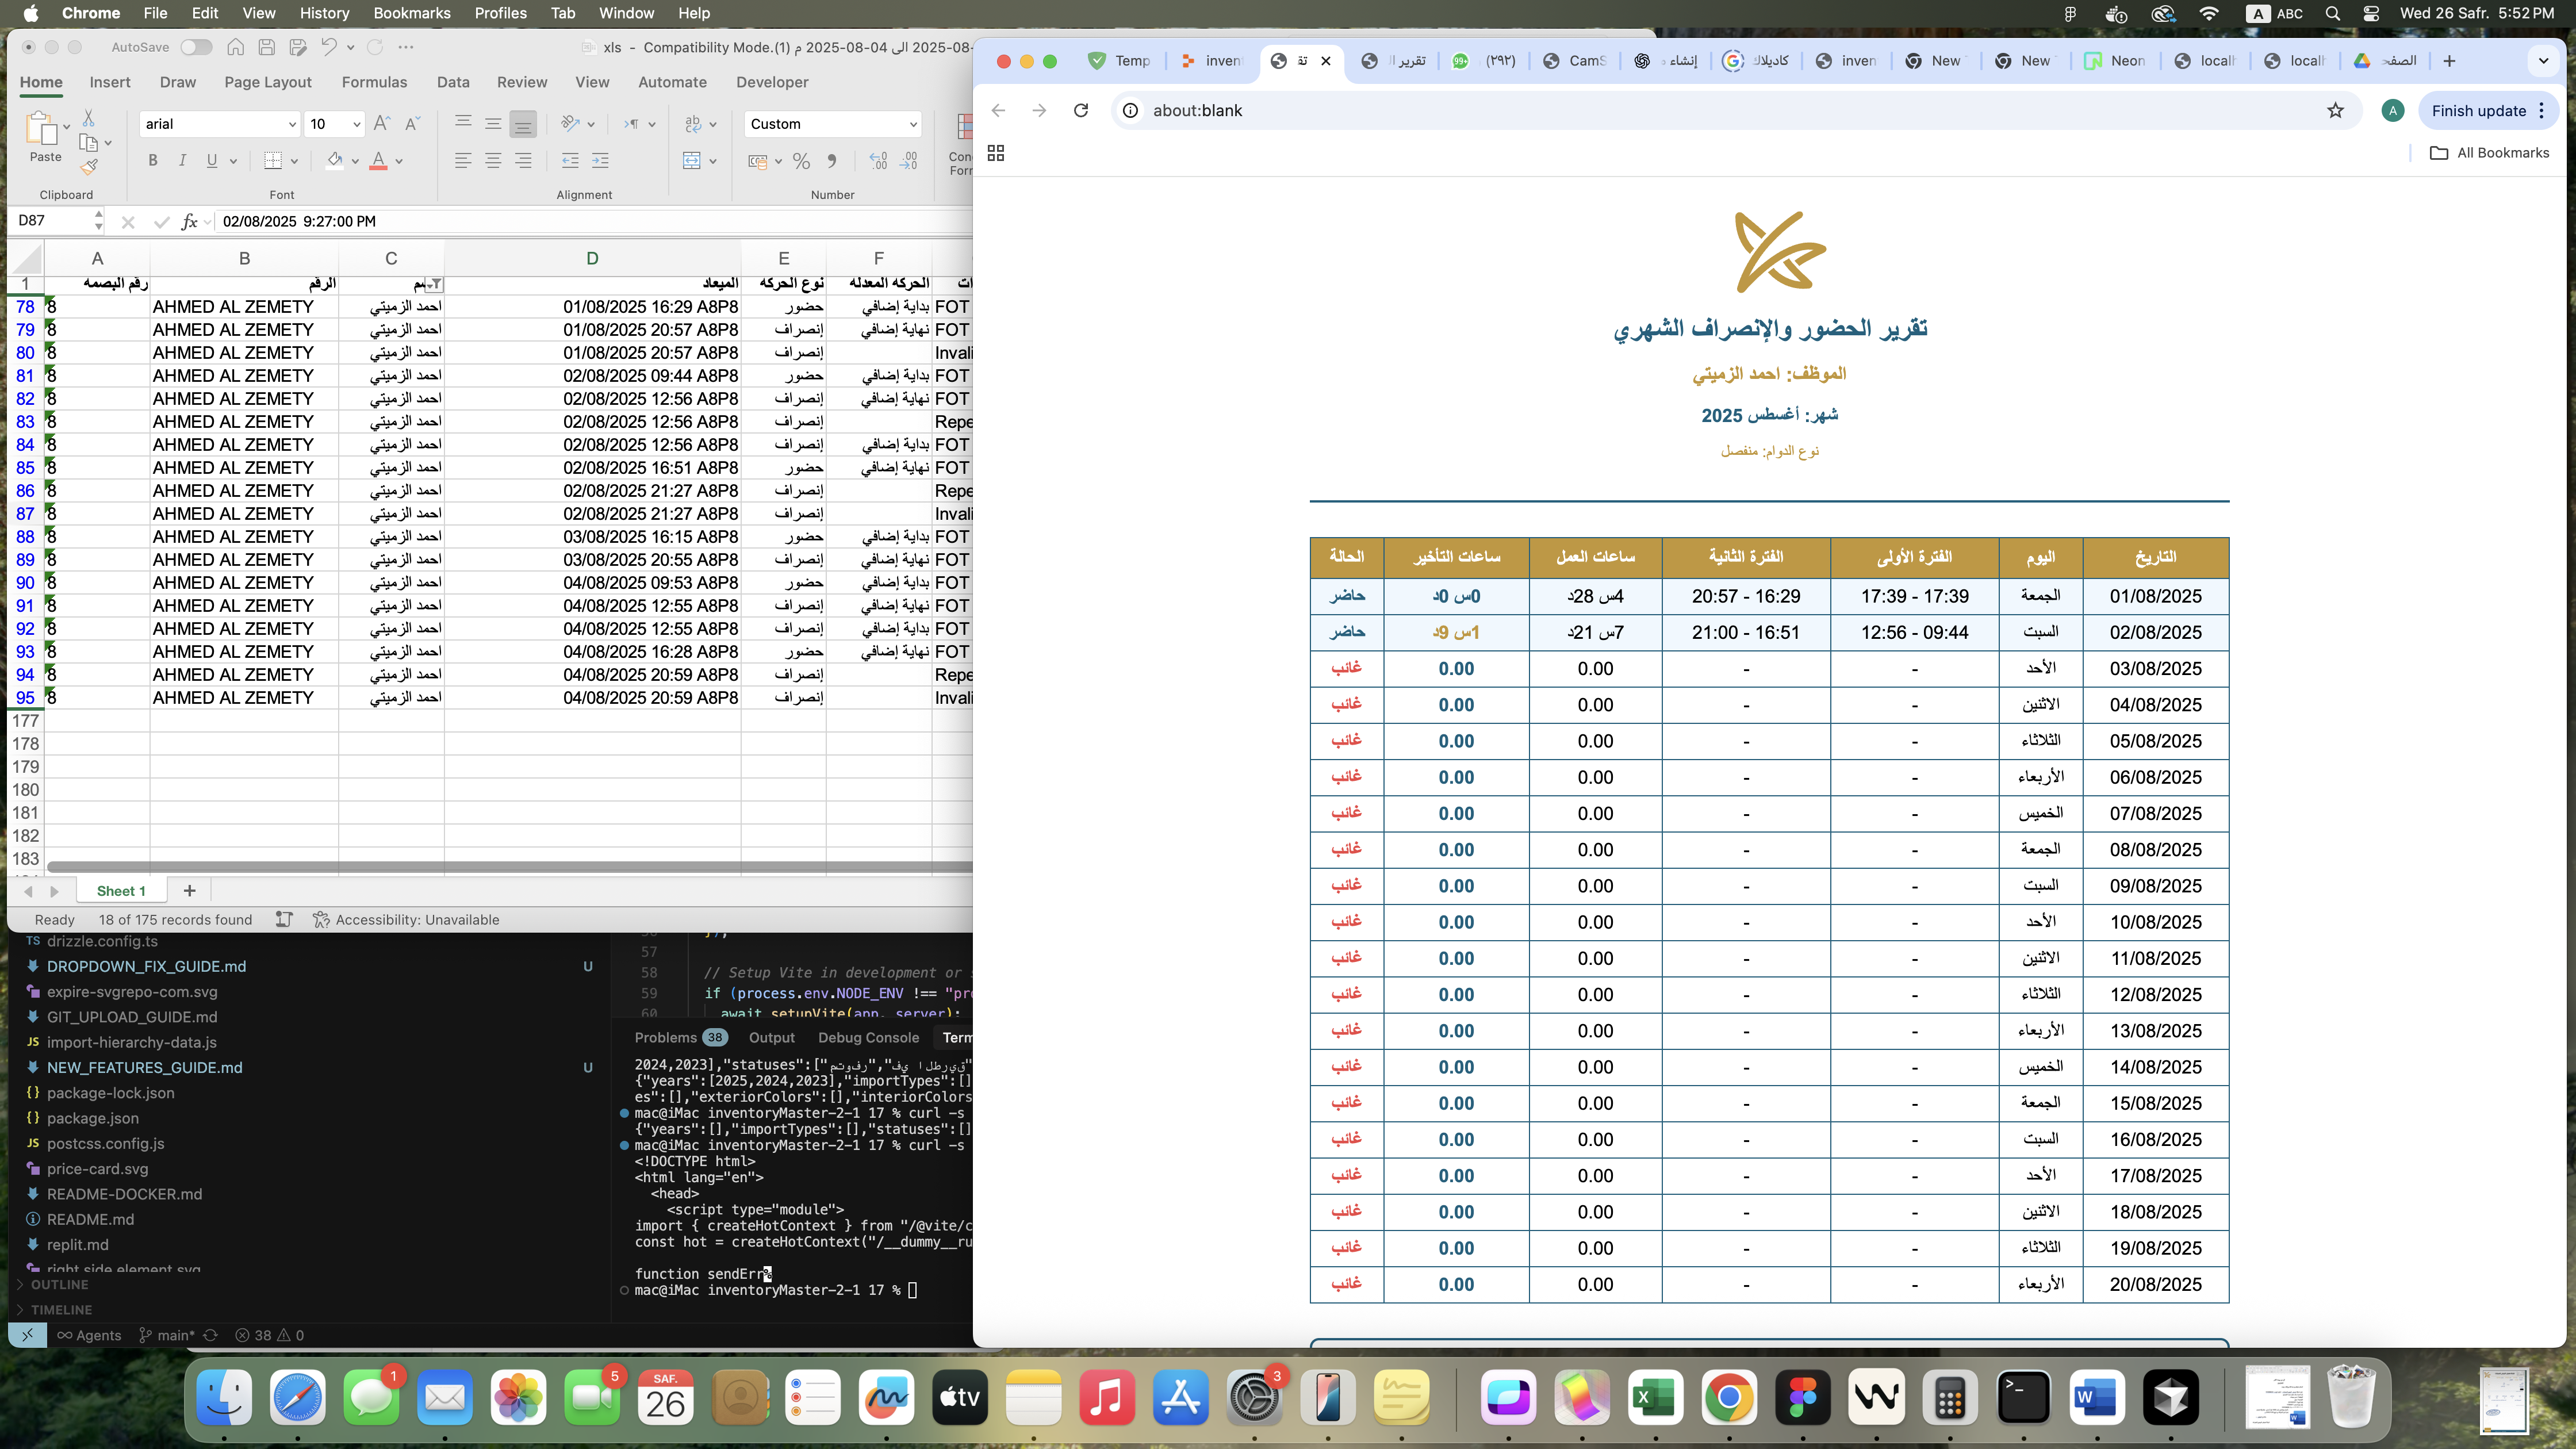 Chrome File Edit View History Bookmarks Profiles Tab Window Help
A ABC Wed 26 Safr. 5:52 PM
AutoSave
xls - Compatibility Mode.(1) م 2025-08-04 الى 2025-08-
Home Insert Draw Page Layout Formulas Data Review View Automate Developer
Paste
arial 10
B I U
Custom
Clipboard Font Alignment Number
D87 fx 02/08/2025 9:27:00 PM
A B C D E F
1 رقم البصمه الرقم الميعاد نوع الحركه الحركه المعدله
78 8 AHMED AL ZEMETY احمد الزميتي 01/08/2025 16:29 A8P8 حضور بداية إضافي FOT
79 8 AHMED AL ZEMETY احمد الزميتي 01/08/2025 20:57 A8P8 إنصراف نهاية إضافي FOT
80 8 AHMED AL ZEMETY احمد الزميتي 01/08/2025 20:57 A8P8 إنصراف Invali
81 8 AHMED AL ZEMETY احمد الزميتي 02/08/2025 09:44 A8P8 حضور بداية إضافي FOT
82 8 AHMED AL ZEMETY احمد الزميتي 02/08/2025 12:56 A8P8 إنصراف نهاية إضافي FOT
83 8 AHMED AL ZEMETY احمد الزميتي 02/08/2025 12:56 A8P8 إنصراف Repe
84 8 AHMED AL ZEMETY احمد الزميتي 02/08/2025 12:56 A8P8 إنصراف بداية إضافي FOT
85 8 AHMED AL ZEMETY احمد الزميتي 02/08/2025 16:51 A8P8 حضور نهاية إضافي FOT
86 8 AHMED AL ZEMETY احمد الزميتي 02/08/2025 21:27 A8P8 إنصراف Repe
87 8 AHMED AL ZEMETY احمد الزميتي 02/08/2025 21:27 A8P8 إنصراف Invali
88 8 AHMED AL ZEMETY احمد الزميتي 03/08/2025 16:15 A8P8 حضور بداية إضافي FOT
89 8 AHMED AL ZEMETY احمد الزميتي 03/08/2025 20:55 A8P8 إنصراف نهاية إضافي FOT
90 8 AHMED AL ZEMETY احمد الزميتي 04/08/2025 09:53 A8P8 حضور بداية إضافي FOT
91 8 AHMED AL ZEMETY احمد الزميتي 04/08/2025 12:55 A8P8 إنصراف نهاية إضافي FOT
92 8 AHMED AL ZEMETY احمد الزميتي 04/08/2025 12:55 A8P8 إنصراف بداية إضافي FOT
93 8 AHMED AL ZEMETY احمد الزميتي 04/08/2025 16:28 A8P8 حضور نهاية إضافي FOT
94 8 AHMED AL ZEMETY احمد الزميتي 04/08/2025 20:59 A8P8 إنصراف Repe
95 8 AHMED AL ZEMETY احمد الزميتي 04/08/2025 20:59 A8P8 إنصراف Invali
177
178
179
180
181
182
183
Sheet 1
Ready 18 of 175 records found Accessibility: Unavailable
TS drizzle.config.ts
DROPDOWN_FIX_GUIDE.md U
expire-svgrepo-com.svg
GIT_UPLOAD_GUIDE.md
JS import-hierarchy-data.js
NEW_FEATURES_GUIDE.md U
{} package-lock.json
{} package.json
JS postcss.config.js
price-card.svg
README-DOCKER.md
README.md
replit.md
right side element.svg
OUTLINE
TIMELINE
Agents main* 38 0
57
58 // Setup Vite in development or
59 if (process.env.NODE_ENV !== "pro
60 await setupVite(app, server);
Problems 38 Output Debug Console Term
2024,2023],"statuses":["متوفر","في الطريق"
{"years":[2025,2024,2023],"importTypes":[]
es":[],"exteriorColors":[],"interiorColors
mac@iMac inventoryMaster-2-1 17 % curl -s
{"years":[],"importTypes":[],"statuses":[]
mac@iMac inventoryMaster-2-1 17 % curl -s
<!DOCTYPE html>
<html lang="en">
<head>
<script type="module">
import { createHotContext } from "/@vite/c
const hot = createHotContext("/__dummy__ru
function sendErr%
mac@iMac inventoryMaster-2-1 17 %
Temp inven تق تقرير ال 99+ (٢٩٢) CamS إنشاء كاديلاك inven New New Neon local local الصفح
about:blank A Finish update
All Bookmarks
تقرير الحضور والإنصراف الشهري
الموظف: احمد الزميتي
شهر: أغسطس 2025
نوع الدوام: منفصل
التاريخ اليوم الفترة الأولى الفترة الثانية ساعات العمل ساعات التأخير الحالة
01/08/2025 الجمعة 17:39 - 17:39 20:57 - 16:29 4س 28د 0س 0د حاضر
02/08/2025 السبت 12:56 - 09:44 21:00 - 16:51 7س 21د 1س 9د حاضر
03/08/2025 الأحد - - 0.00 0.00 غائب
04/08/2025 الاثنين - - 0.00 0.00 غائب
05/08/2025 الثلاثاء - - 0.00 0.00 غائب
06/08/2025 الأربعاء - - 0.00 0.00 غائب
07/08/2025 الخميس - - 0.00 0.00 غائب
08/08/2025 الجمعة - - 0.00 0.00 غائب
09/08/2025 السبت - - 0.00 0.00 غائب
10/08/2025 الأحد - - 0.00 0.00 غائب
11/08/2025 الاثنين - - 0.00 0.00 غائب
12/08/2025 الثلاثاء - - 0.00 0.00 غائب
13/08/2025 الأربعاء - - 0.00 0.00 غائب
14/08/2025 الخميس - - 0.00 0.00 غائب
15/08/2025 الجمعة - - 0.00 0.00 غائب
16/08/2025 السبت - - 0.00 0.00 غائب
17/08/2025 الأحد - - 0.00 0.00 غائب
18/08/2025 الاثنين - - 0.00 0.00 غائب
19/08/2025 الثلاثاء - - 0.00 0.00 غائب
20/08/2025 الأربعاء - - 0.00 0.00 غائب
1 5 SAF. 26 tv 3